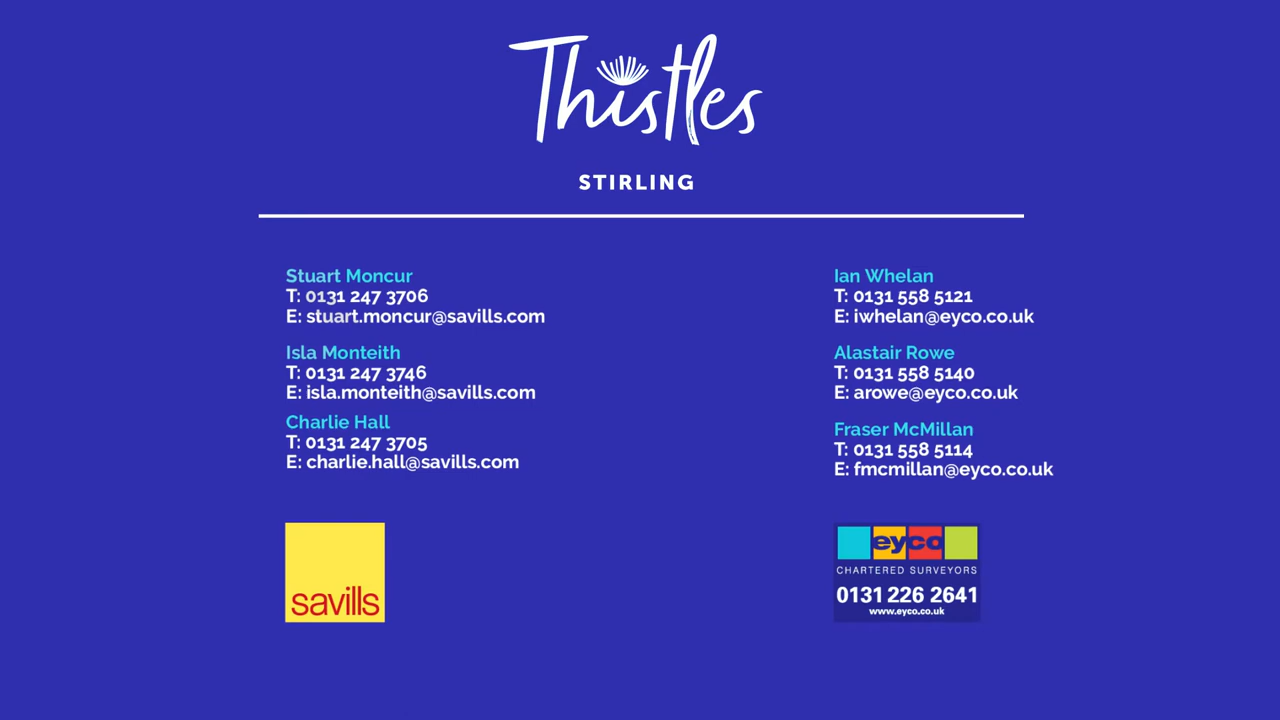 Thistles
STIRLING
Stuart Moncur
T: 0131 247 3706
E: stuart.moncur@savills.com
Isla Monteith
T: 0131 247 3746
E: isla.monteith@savills.com
Charlie Hall
T: 0131 247 3705
E: charlie.hall@savills.com
savills
Ian Whelan
T: 0131 558 5121
E: iwhelan@eyco.co.uk
Alastair Rowe
T: 0131 558 5140
E: arowe@eyco.co.uk
Fraser McMillan
T: 0131 558 5114
E: fmcmillan@eyco.co.uk
eyco
CHARTERED SURVEYORS
0131 226 2641
www.eyco.co.uk